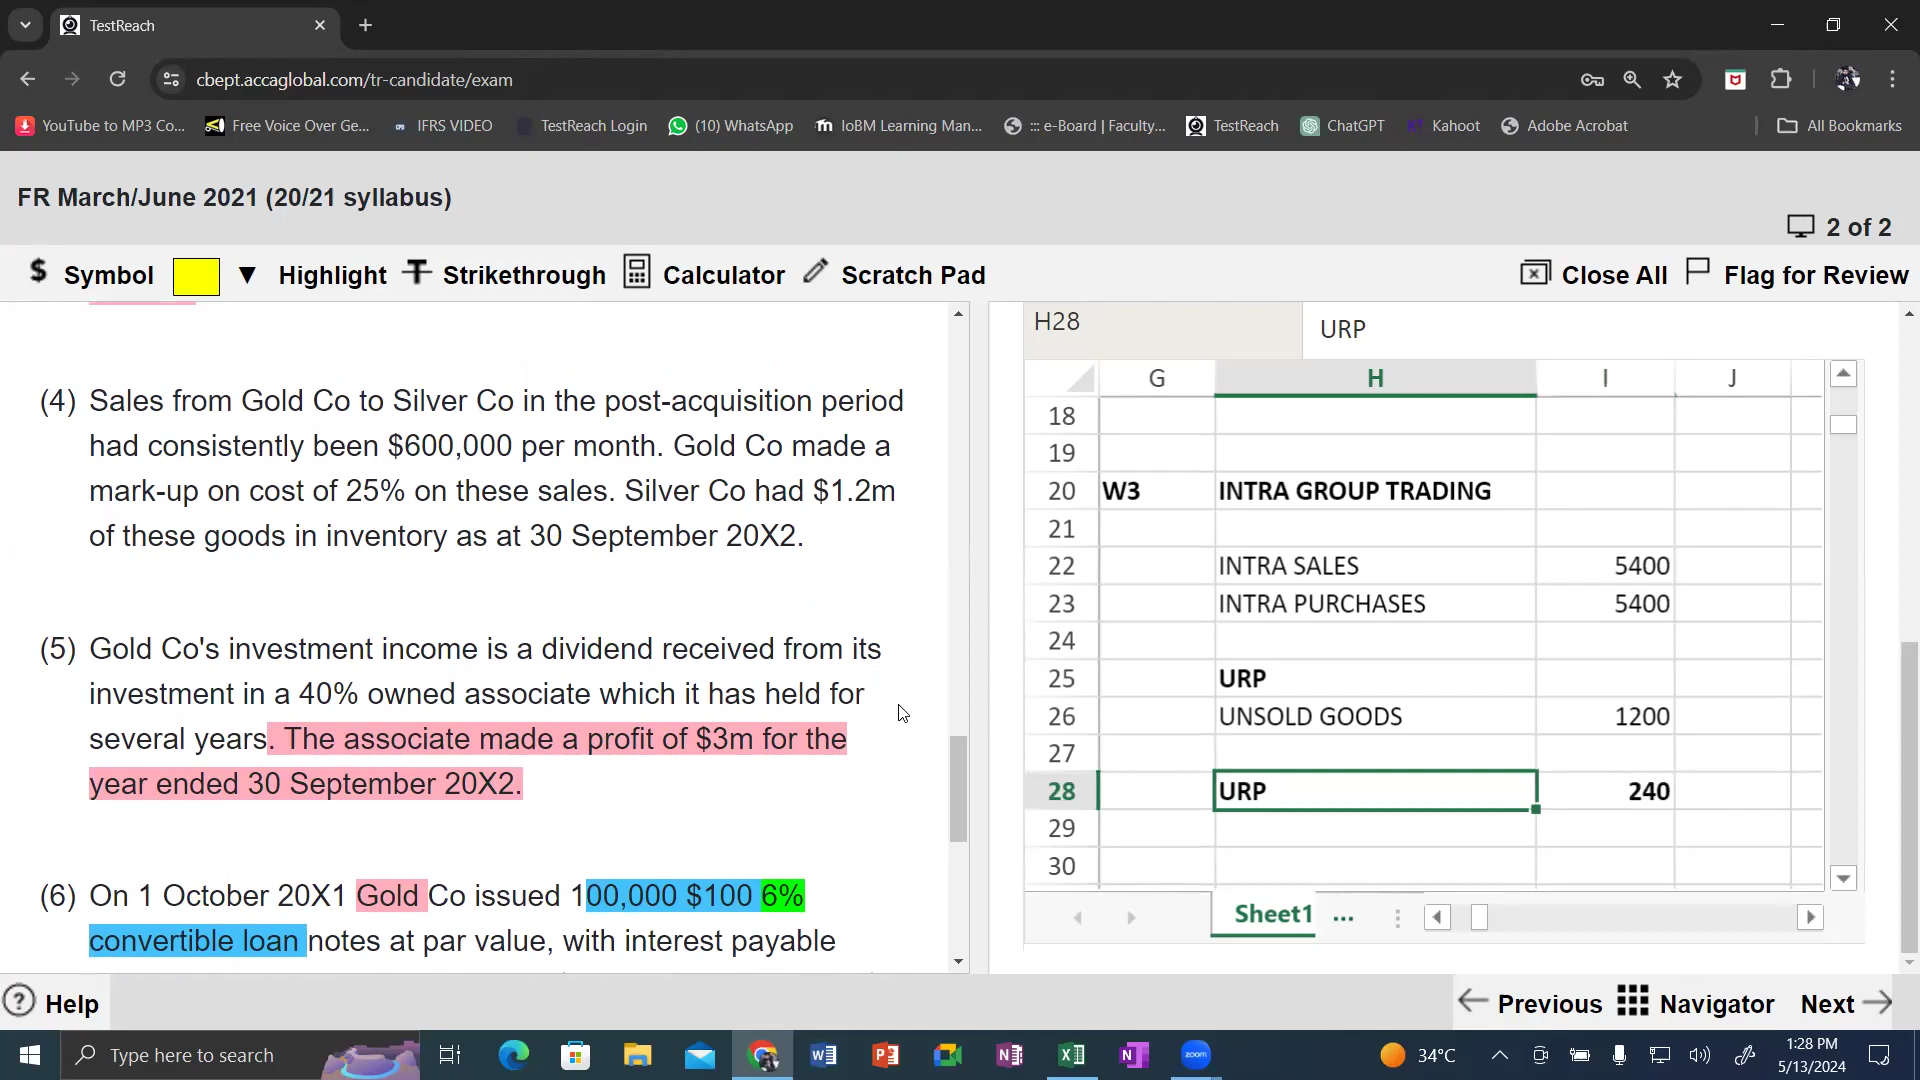 TestReach
cbept.accaglobal.com/tr-candidate/exam
YouTube to MP3 Co... Free Voice Over Ge... IFRS VIDEO TestReach Login (10) WhatsApp IoBM Learning Man... ::: e-Board | Faculty... TestReach ChatGPT Kahoot Adobe Acrobat All Bookmarks
FR March/June 2021 (20/21 syllabus)
2 of 2
$ Symbol Highlight Strikethrough Calculator Scratch Pad Close All Flag for Review
(4) Sales from Gold Co to Silver Co in the post-acquisition period
had consistently been $600,000 per month. Gold Co made a
mark-up on cost of 25% on these sales. Silver Co had $1.2m
of these goods in inventory as at 30 September 20X2.
(5) Gold Co's investment income is a dividend received from its
investment in a 40% owned associate which it has held for
several years. The associate made a profit of $3m for the
year ended 30 September 20X2.
(6) On 1 October 20X1 Gold Co issued 100,000 $100 6%
convertible loan notes at par value, with interest payable
H28 URP
G H I J
18
19
20 W3 INTRA GROUP TRADING
21
22 INTRA SALES 5400
23 INTRA PURCHASES 5400
24
25 URP
26 UNSOLD GOODS 1200
27
28 URP 240
29
30
Sheet1 ...
Help
Previous Navigator Next
Type here to search
zoom
34°C
1:28 PM
5/13/2024